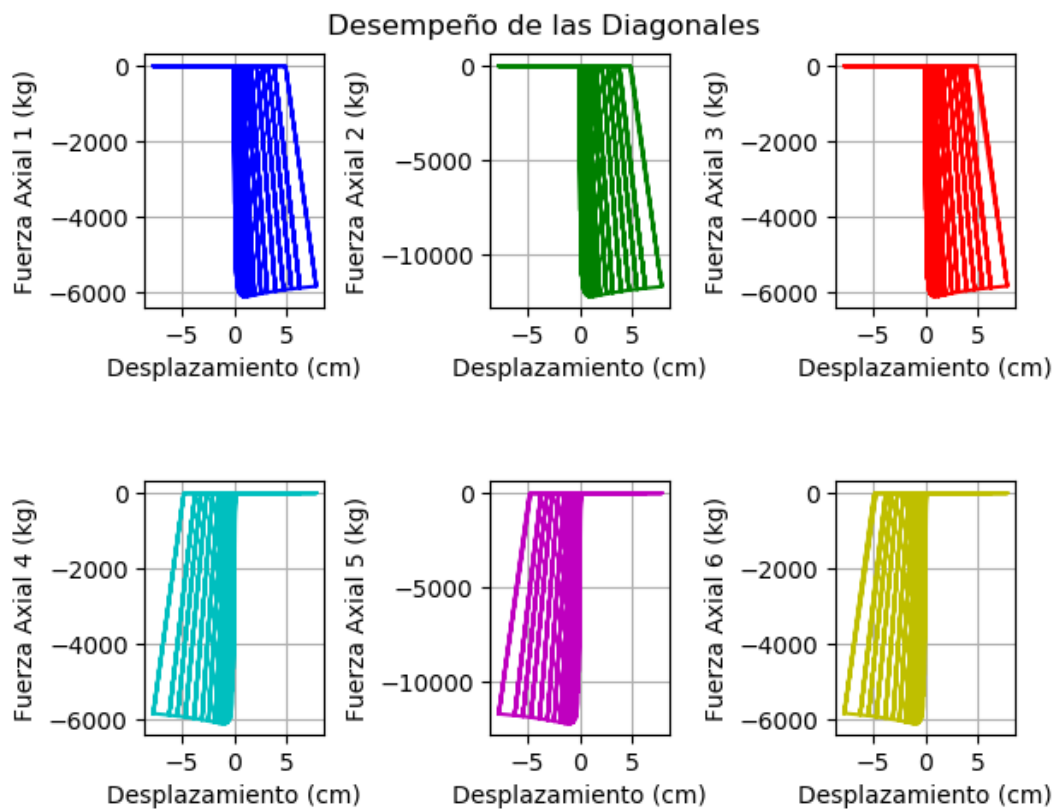 Desempeño de las Diagonales
Fuerza Axial 1 (kg)
0
−2000
−4000
−6000
−5 0 5
Desplazamiento (cm)
Fuerza Axial 2 (kg)
0
−5000
−10000
−5 0 5
Desplazamiento (cm)
Fuerza Axial 3 (kg)
0
−2000
−4000
−6000
−5 0 5
Desplazamiento (cm)
Fuerza Axial 4 (kg)
0
−2000
−4000
−6000
−5 0 5
Desplazamiento (cm)
Fuerza Axial 5 (kg)
0
−5000
−10000
−5 0 5
Desplazamiento (cm)
Fuerza Axial 6 (kg)
0
−2000
−4000
−6000
−5 0 5
Desplazamiento (cm)